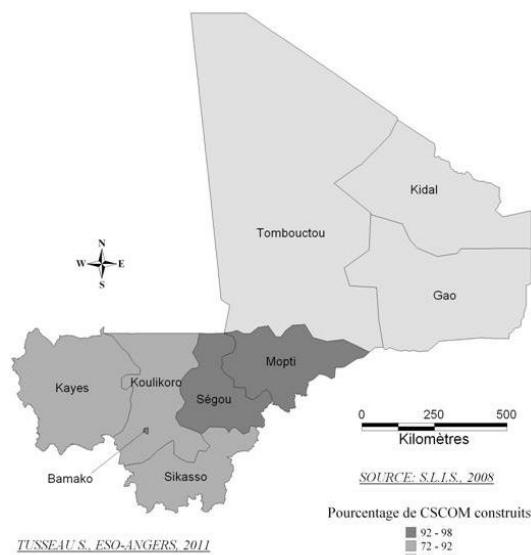 Kidal
Tombouctou
N
W E
S
Gao
Mopti
Kayes
Koulikoro
Ségou
0 250 500
Kilomètres
Bamako
Sikasso
SOURCE: S.L.I.S., 2008
Pourcentage de CSCOM construits
92 - 98
72 - 92
TUSSEAU S., ESO-ANGERS, 2011